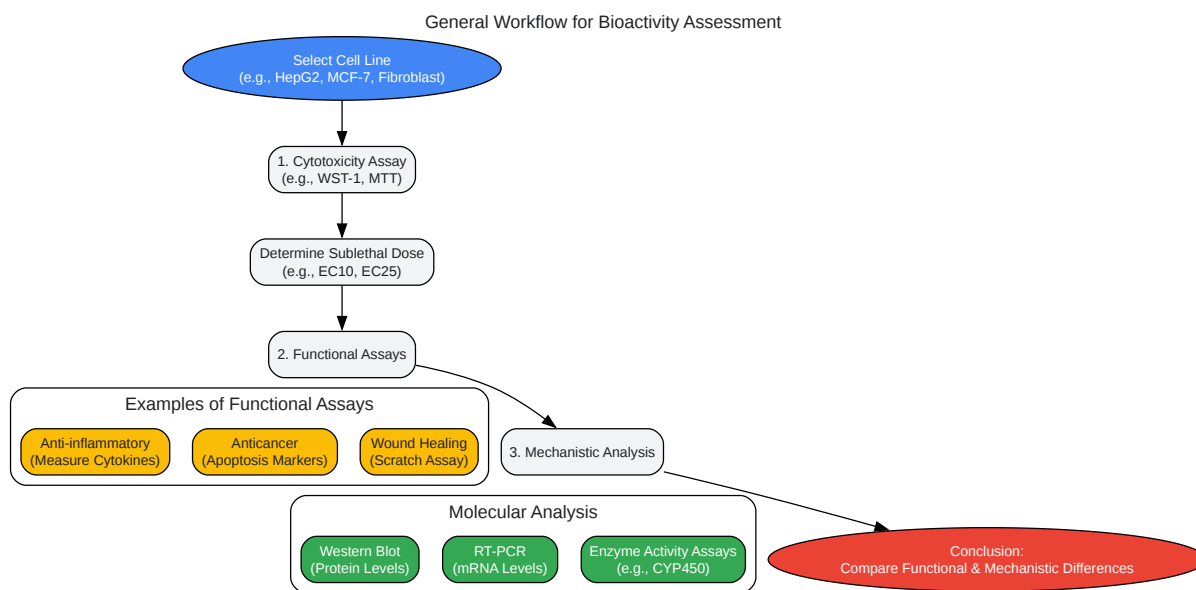 General Workflow for Bioactivity Assessment
Select Cell Line
(e.g., HepG2, MCF-7, Fibroblast)
1. Cytotoxicity Assay
(e.g., WST-1, MTT)
Determine Sublethal Dose
(e.g., EC10, EC25)
2. Functional Assays
Examples of Functional Assays
Anti-inflammatory
(Measure Cytokines)
Anticancer
(Apoptosis Markers)
Wound Healing
(Scratch Assay)
3. Mechanistic Analysis
Molecular Analysis
Western Blot
(Protein Levels)
RT-PCR
(mRNA Levels)
Enzyme Activity Assays
(e.g., CYP450)
Conclusion:
Compare Functional & Mechanistic Differences